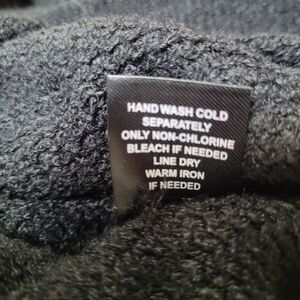 HAND WASH COLD
SEPARATELY
ONLY NON-CHLORINE
BLEACH IF NEEDED
LINE DRY
WARM IRON
IF NEEDED